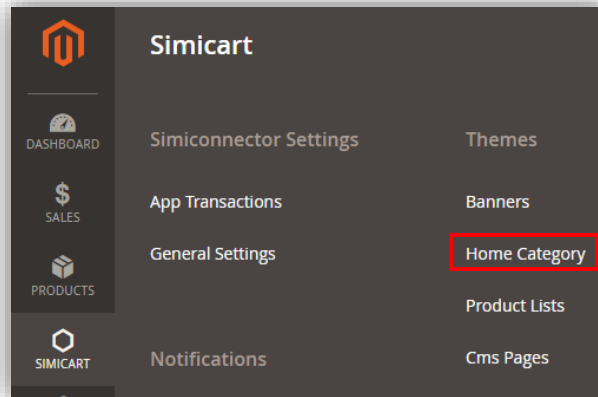 Simicart
DASHBOARD
SALES
PRODUCTS
SIMICART
Simiconnector Settings
App Transactions
General Settings
Notifications
Themes
Banners
Home Category
Product Lists
Cms Pages